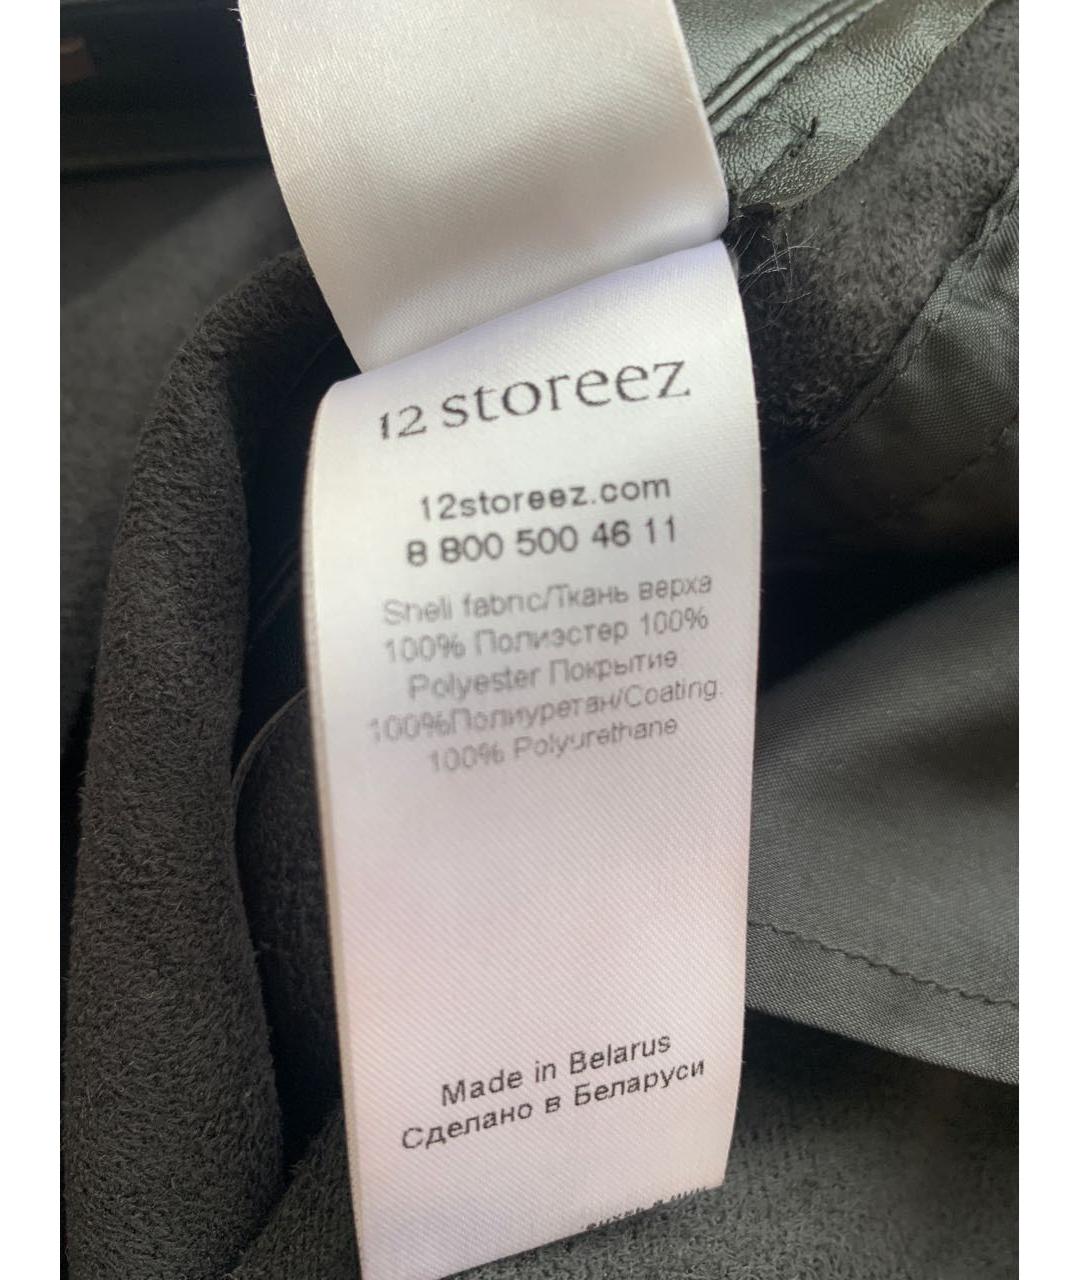 12 storeez
12storeez.com
8 800 500 46 11
Shell fabric/Ткань верха
100% Полиэстер 100%
Polyester Покрытие
100%Полиуретан/Coating
100% Polyurethane
Made in Belarus
Сделано в Беларуси